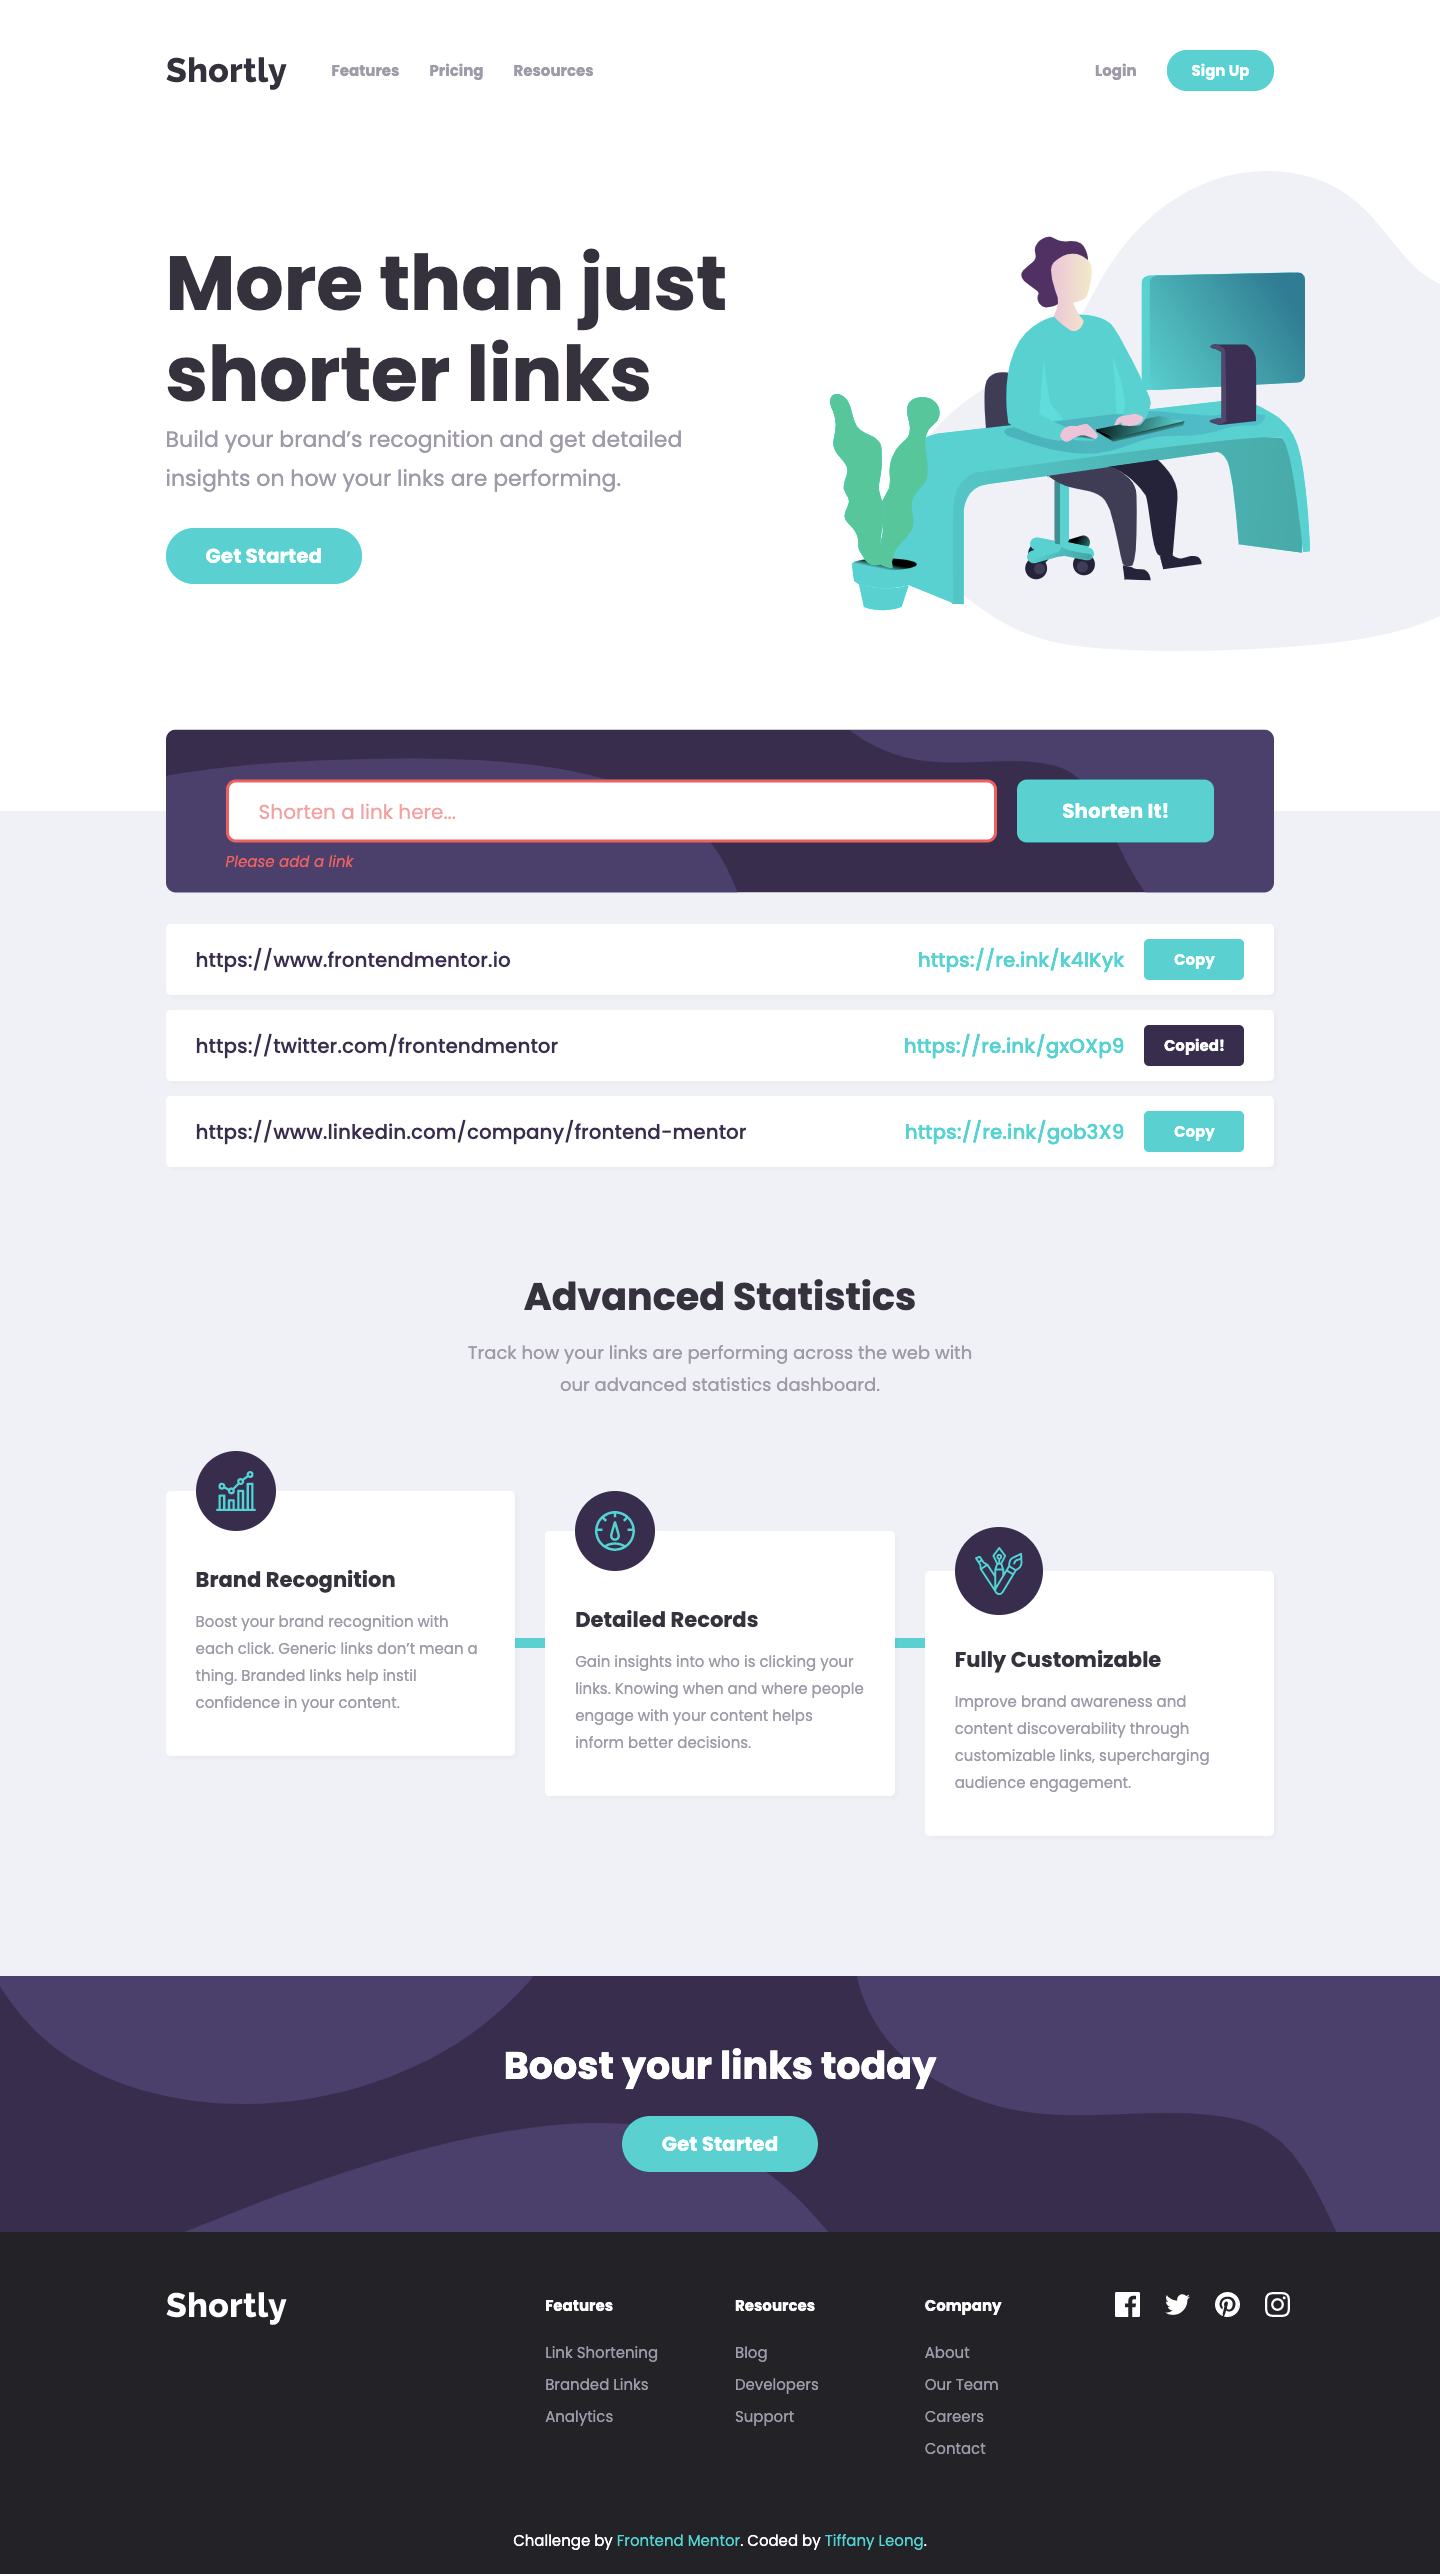 Shortly
Features
Pricing
Resources
Login
Sign Up
More than just
shorter links
Build your brand’s recognition and get detailed
insights on how your links are performing.
Get Started
Shorten a link here...
Shorten It!
Please add a link
https://www.frontendmentor.io
https://re.ink/k4lKyk
Copy
https://twitter.com/frontendmentor
https://re.ink/gxOXp9
Copied!
https://www.linkedin.com/company/frontend-mentor
https://re.ink/gob3X9
Copy
Advanced Statistics
Track how your links are performing across the web with
our advanced statistics dashboard.
Brand Recognition
Boost your brand recognition with
each click. Generic links don’t mean a
thing. Branded links help instil
confidence in your content.
Detailed Records
Gain insights into who is clicking your
links. Knowing when and where people
engage with your content helps
inform better decisions.
Fully Customizable
Improve brand awareness and
content discoverability through
customizable links, supercharging
audience engagement.
Boost your links today
Get Started
Shortly
Features
Link Shortening
Branded Links
Analytics
Resources
Blog
Developers
Support
Company
About
Our Team
Careers
Contact
Challenge by Frontend Mentor. Coded by Tiffany Leong.